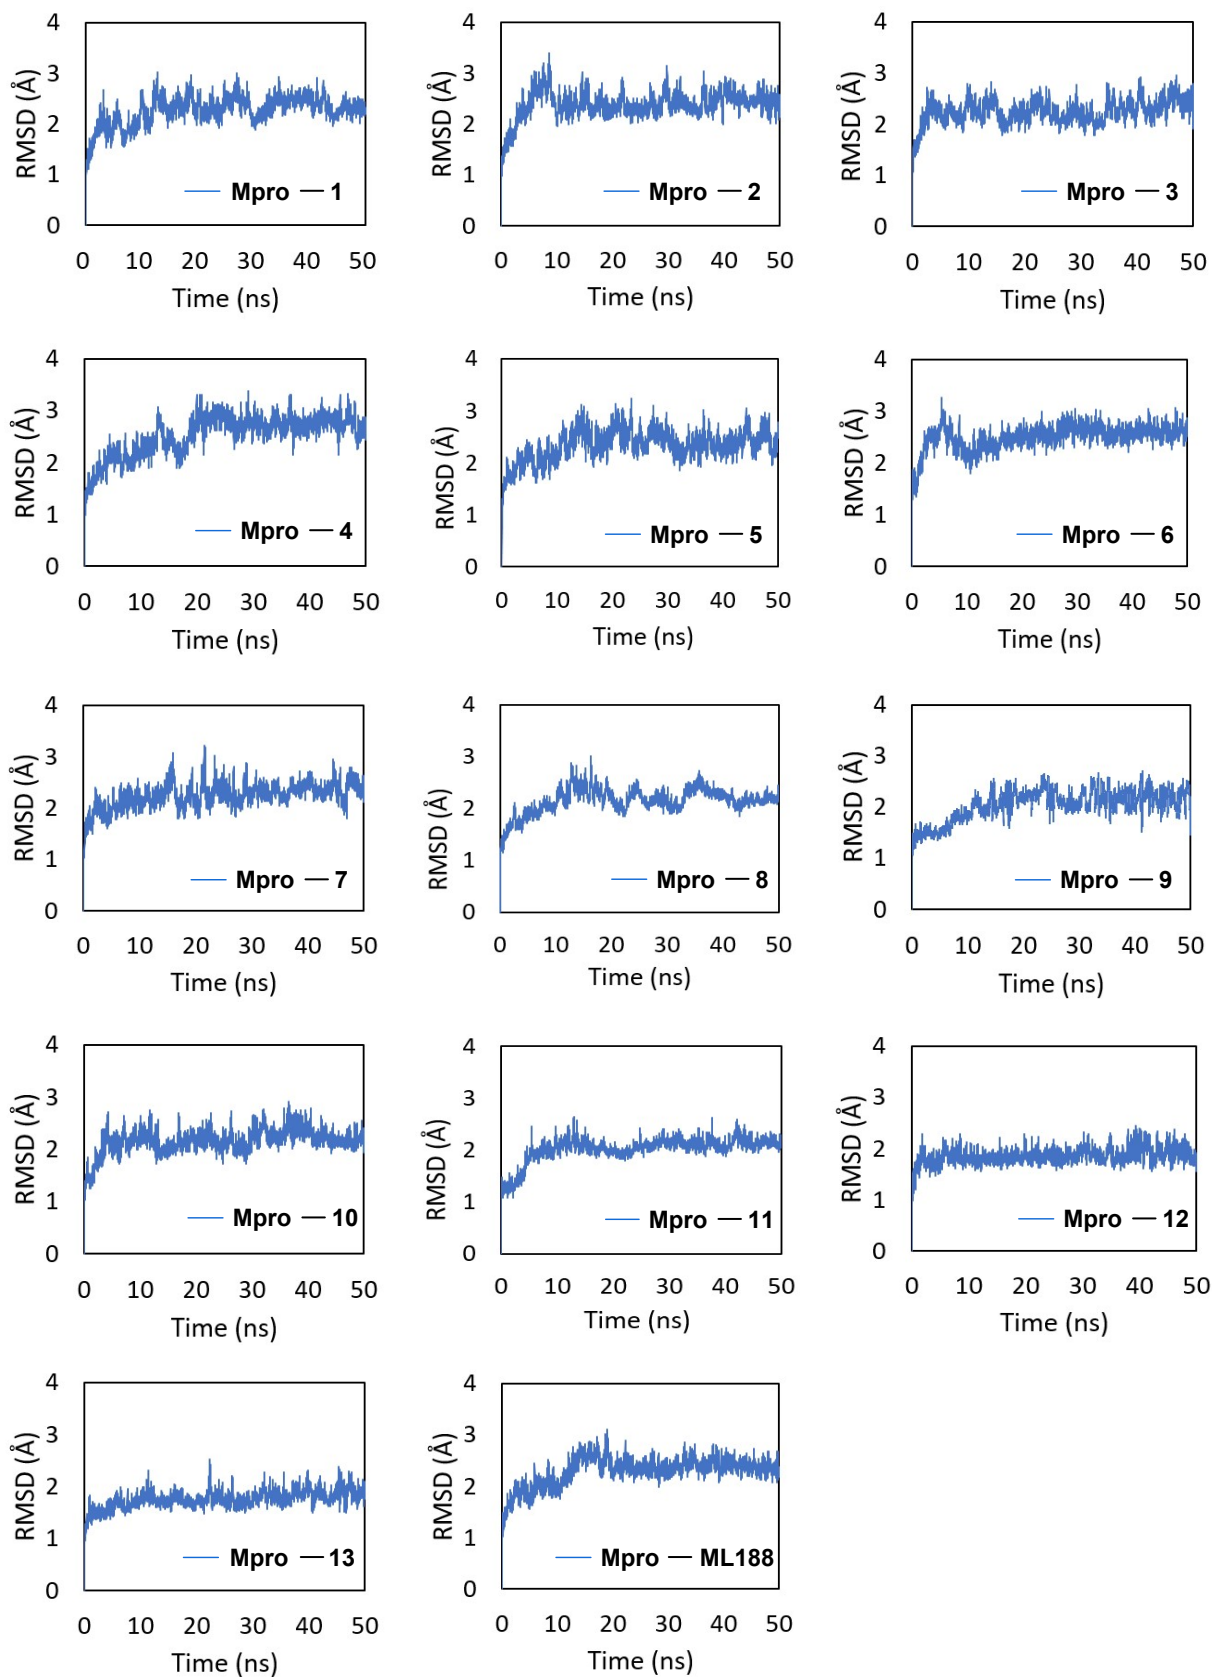 4
3
2
1
0
RMSD (Å)
Mpro — 1
0 10 20 30 40 50
Time (ns)
4
3
2
1
0
RMSD (Å)
Mpro — 2
0 10 20 30 40 50
Time (ns)
4
3
2
1
0
RMSD (Å)
Mpro — 3
0 10 20 30 40 50
Time (ns)
4
3
2
1
0
RMSD (Å)
Mpro — 4
0 10 20 30 40 50
Time (ns)
4
3
2
1
0
RMSD (Å)
Mpro — 5
0 10 20 30 40 50
Time (ns)
4
3
2
1
0
RMSD (Å)
Mpro — 6
0 10 20 30 40 50
Time (ns)
4
3
2
1
0
RMSD (Å)
Mpro — 7
0 10 20 30 40 50
Time (ns)
4
3
2
1
0
RMSD (Å)
Mpro — 8
0 10 20 30 40 50
Time (ns)
4
3
2
1
0
RMSD (Å)
Mpro — 9
0 10 20 30 40 50
Time (ns)
4
3
2
1
0
RMSD (Å)
Mpro — 10
0 10 20 30 40 50
Time (ns)
4
3
2
1
0
RMSD (Å)
Mpro — 11
0 10 20 30 40 50
Time (ns)
4
3
2
1
0
RMSD (Å)
Mpro — 12
0 10 20 30 40 50
Time (ns)
4
3
2
1
0
RMSD (Å)
Mpro — 13
0 10 20 30 40 50
Time (ns)
4
3
2
1
0
RMSD (Å)
Mpro — ML188
0 10 20 30 40 50
Time (ns)